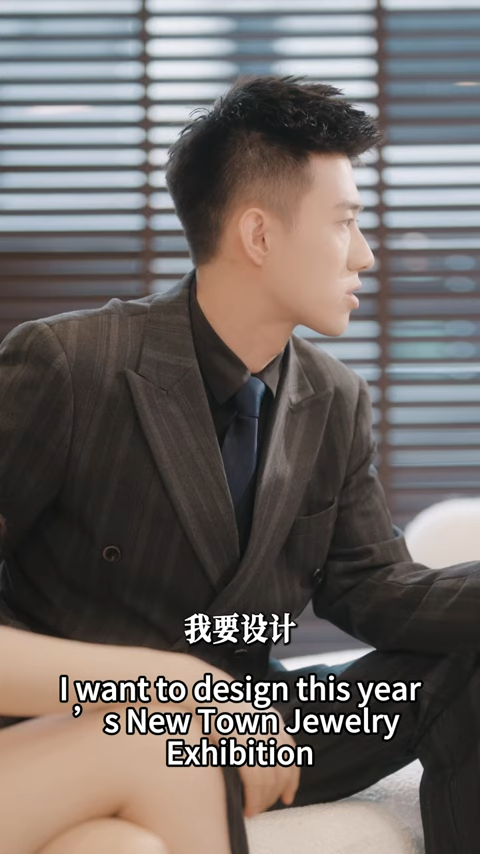 我要设计
I want to design this year
’s New Town Jewelry
Exhibition